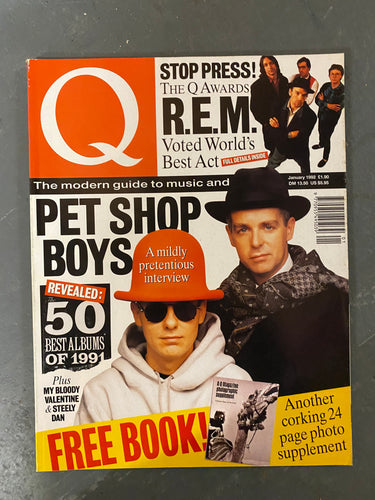 Q
STOP PRESS!
THE Q AWARDS
R.E.M.
Voted World's
Best Act FULL DETAILS INSIDE
January 1992 £1.90
DM 13.50 US $5.95
The modern guide to music and
PET SHOP
BOYS
A mildly
pretentious
interview
REVEALED:
The
50
BEST ALBUMS
OF 1991
Plus
MY BLOODY
VALENTINE
& STEELY
DAN
FREE BOOK!
Another
corking 24
page photo
supplement